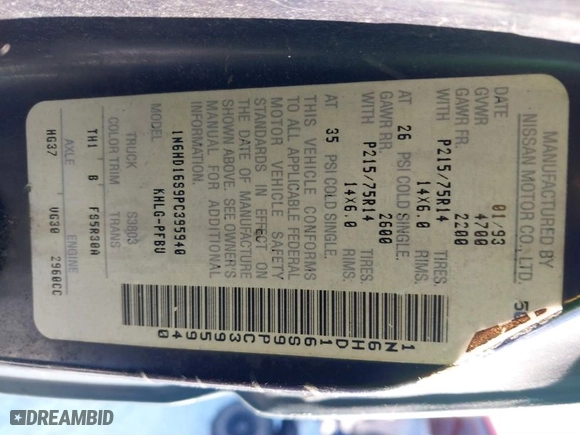 MANUFACTURED BY
NISSAN MOTOR CO., LTD.
DATE 01/93
GVWR 4700
GAWR FR. 2200
WITH P215/75R14 TIRES,
14X6.0 RIMS,
AT 26 PSI COLD SINGLE,
GAWR RR. 2600
WITH P215/75R14 TIRES,
14X6.0 RIMS,
AT 35 PSI COLD SINGLE.
THIS VEHICLE CONFORMS
TO ALL APPLICABLE FEDERAL
MOTOR VEHICLE SAFETY
STANDARDS IN EFFECT ON
THE DATE OF MANUFACTURE
SHOWN ABOVE. SEE OWNER'S
MANUAL FOR ADDITIONAL
INFORMATION
1N6HD16S9PC395940
MODEL KHLG-PFBU
TRUCK S3803
COLOR TRIM TRANS
TH1 B FS5R30A
AXLE ENGINE
HG37 VG30 2960CC
1N6HD16S9PC395940
DREAMBID
DREAMBID